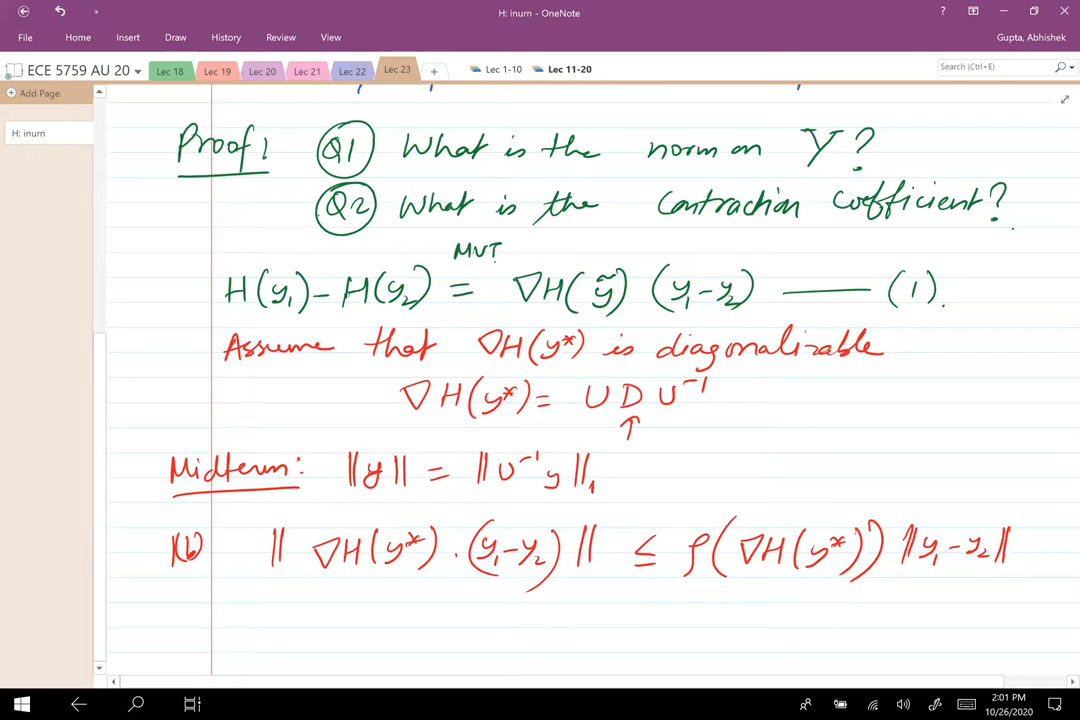 H: inurn - OneNote
File Home Insert Draw History Review View
Gupta, Abhishek
ECE 5759 AU 20 Lec 18 Lec 19 Lec 20 Lec 21 Lec 22 Lec 23 + Lec 1-10 Lec 11-20
Search (Ctrl+E)
Add Page
H: inurn
Proof: Q1 What is the norm on Y?
Q2 What is the contraction coefficient?
MVT
H(y₁) - H(y₂) = ∇H(ỹ) (y₁-y₂) —— (1).
Assume that ∇H(y*) is diagonalizable
∇H(y*) = U D U⁻¹
↑
Midterm: ||y|| = ||U⁻¹y||₁
1(b) || ∇H(y*)·(y₁-y₂) || ≤ ρ(∇H(y*)) ||y₁-y₂||
2:01 PM
10/26/2020